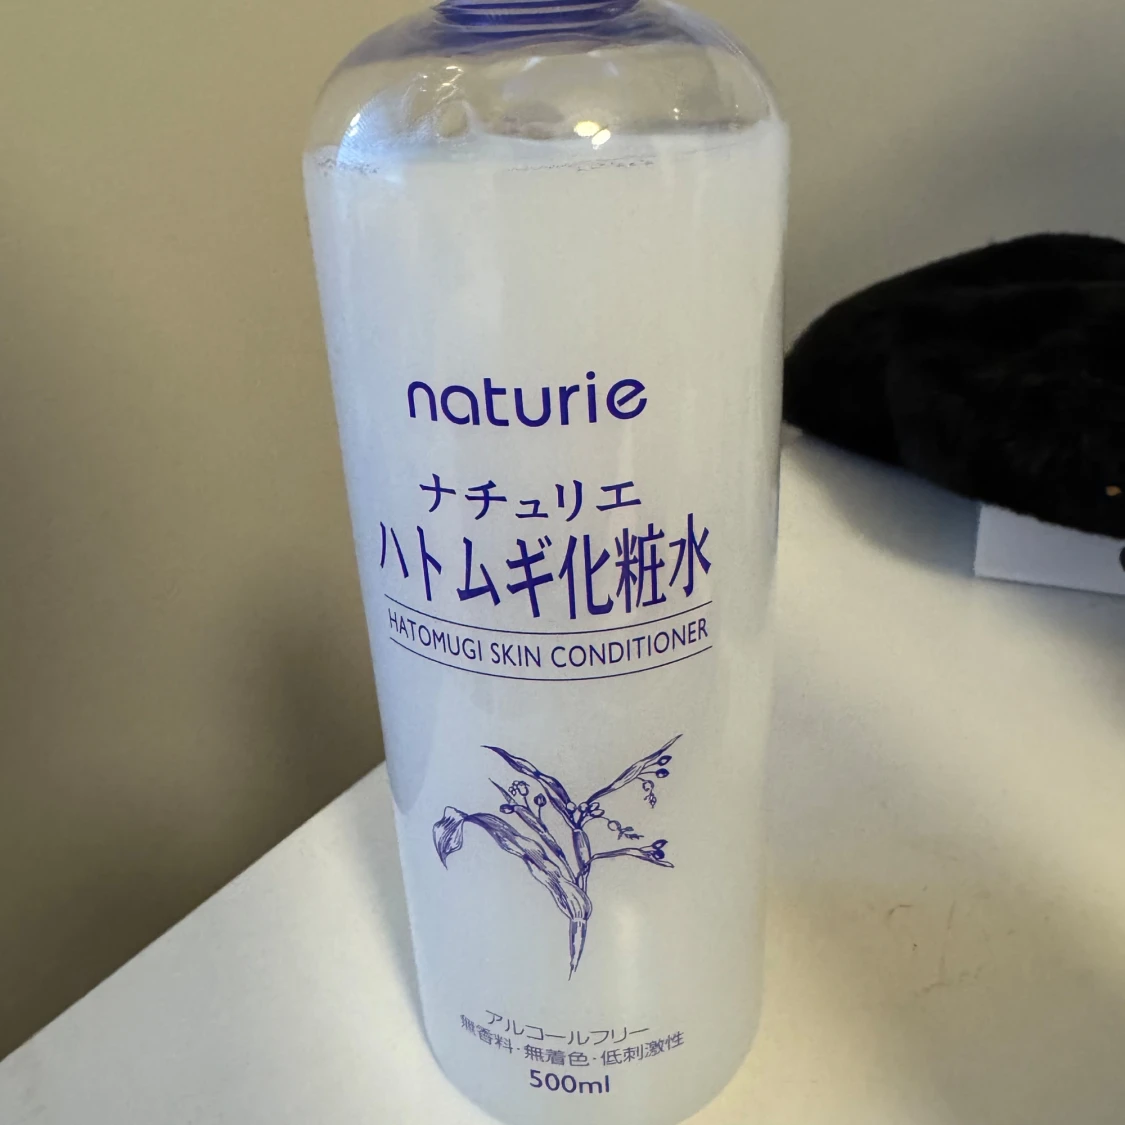 naturie
ナチュリエ
ハトムギ化粧水
HATOMUGI SKIN CONDITIONER
アルコールフリー
無香料・無着色・低刺激性
500ml